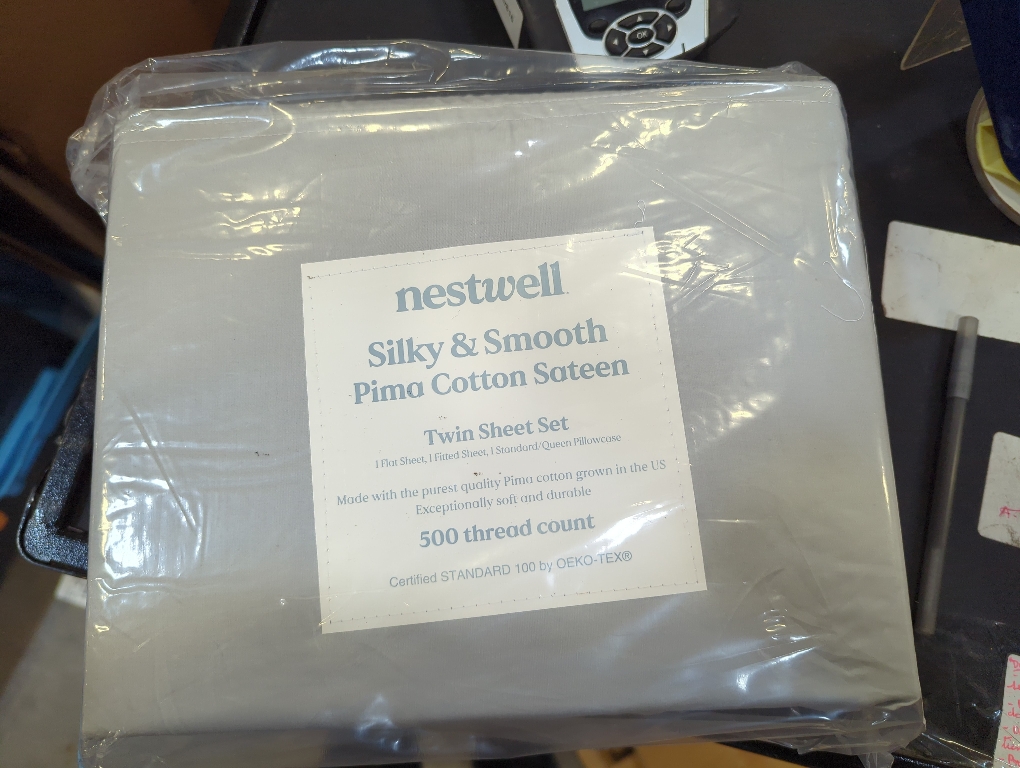 OK
nestwell
Silky & Smooth
Pima Cotton Sateen
Twin Sheet Set
1 Flat Sheet, 1 Fitted Sheet, 1 Standard/Queen Pillowcase
Made with the purest quality Pima cotton grown in the US
Exceptionally soft and durable
500 thread count
Certified STANDARD 100 by OEKO-TEX®